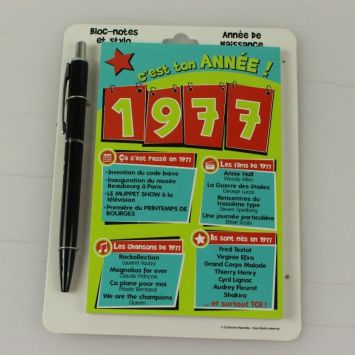 Bloc-notes
et stylo
Année de
Naissance
c'est ton ANNÉE !
1977
Ça s'est passé en 1977
• Invention du code barre
• Inauguration du musée
Beaubourg à Paris
• LE MUPPET SHOW à la
télévision
• Première du PRINTEMPS DE
BOURGES
Les films de 1977
Annie Hall
Woody Allen
La Guerre des étoiles
George Lucas
Rencontres du
troisième type
Steven Spielberg
Une journée particulière
Ettore Scola
Les chansons de 1977
Rockollection
Laurent Voulzy
Magnolias for ever
Claude François
Ça plane pour moi
Plastic Bertrand
We are the champions
Queen
Ils sont nés en 1977
Fred Testot
Virginie Efira
Grand Corps Malade
Thierry Henry
Cyril Lignac
Audrey Fleurot
Shakira
... et surtout TOI !